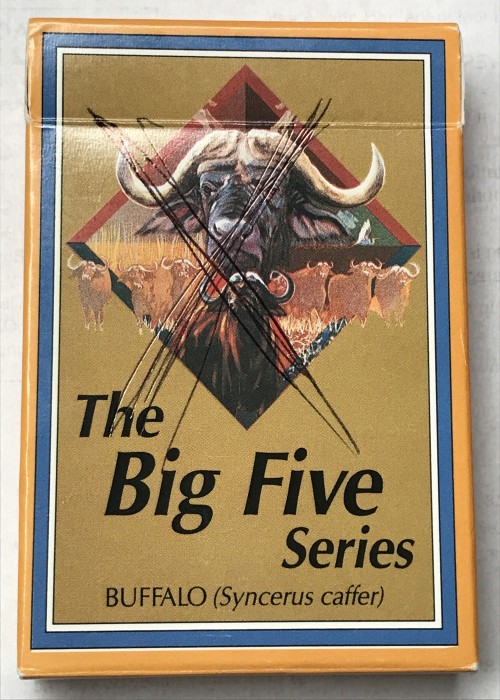 The
Big Five
Series
BUFFALO (Syncerus caffer)